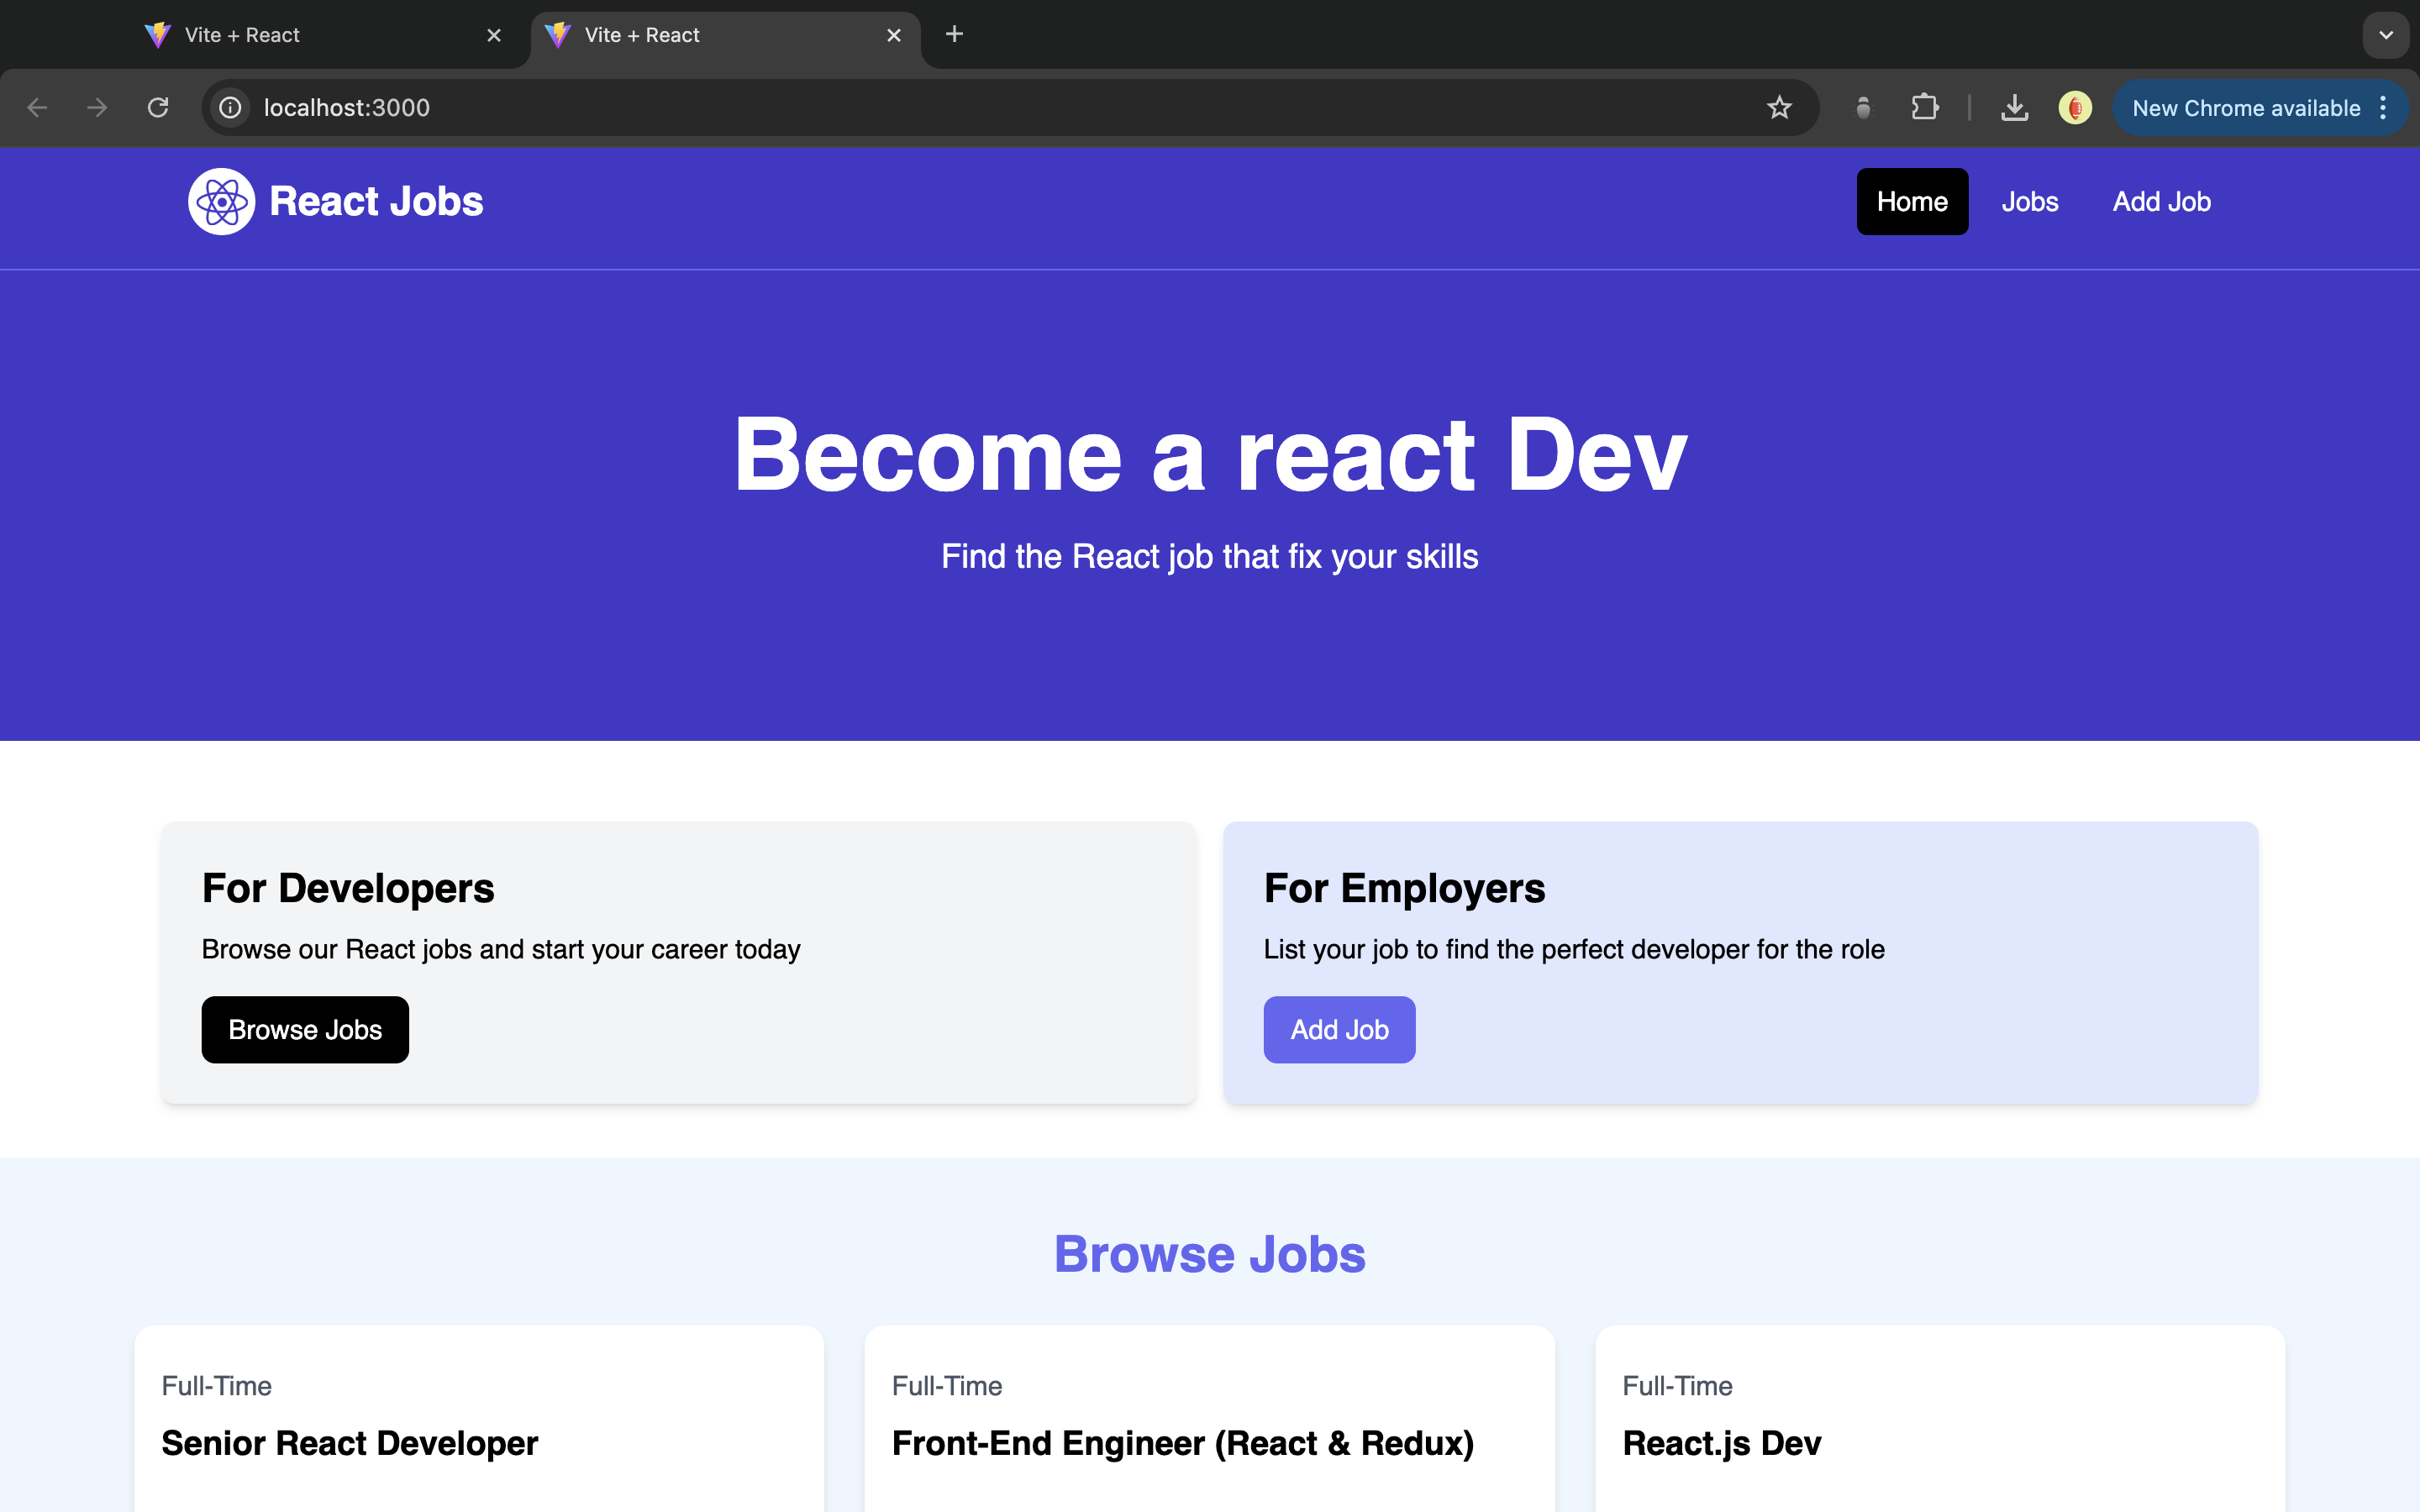 Vite + React
Vite + React
localhost:3000
New Chrome available
React Jobs
Home
Jobs
Add Job
Become a react Dev
Find the React job that fix your skills
For Developers
Browse our React jobs and start your career today
Browse Jobs
For Employers
List your job to find the perfect developer for the role
Add Job
Browse Jobs
Full-Time
Senior React Developer
Full-Time
Front-End Engineer (React & Redux)
Full-Time
React.js Dev